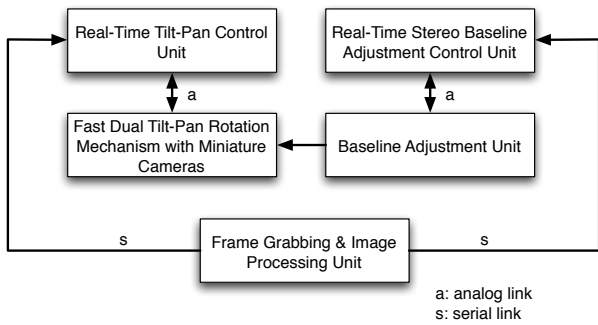 Real-Time Tilt-Pan Control
Unit
Real-Time Stereo Baseline
Adjustment Control Unit
a
a
Fast Dual Tilt-Pan Rotation
Mechanism with Miniature
Cameras
Baseline Adjustment Unit
s
Frame Grabbing & Image
Processing Unit
s
a: analog link
s: serial link